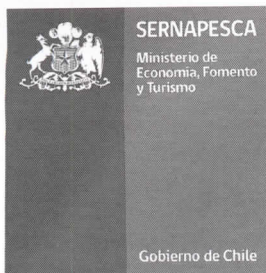 SERNAPESCA
Ministerio de
Economía, Fomento
y Turismo
Gobierno de Chile